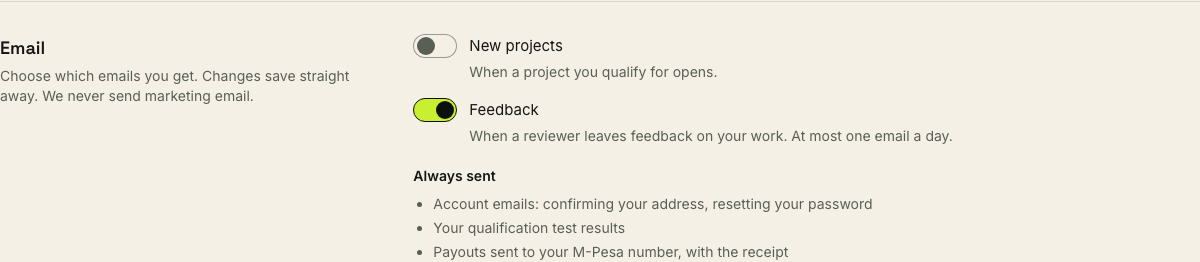 Email
Choose which emails you get. Changes save straight
away. We never send marketing email.
New projects
When a project you qualify for opens.
Feedback
When a reviewer leaves feedback on your work. At most one email a day.
Always sent
Account emails: confirming your address, resetting your password
Your qualification test results
Payouts sent to your M-Pesa number, with the receipt